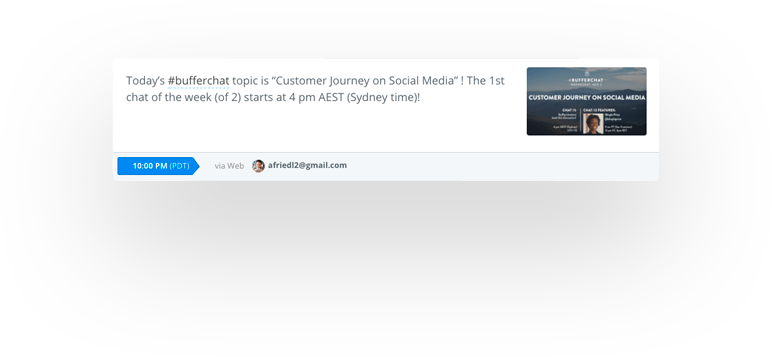 Today's #bufferchat topic is “Customer Journey on Social Media” ! The 1st
chat of the week (of 2) starts at 4 pm AEST (Sydney time)!
#BUFFERCHAT
CUSTOMER JOURNEY ON SOCIAL MEDIA
10:00 PM (PDT)
via Web
afriedl2@gmail.com